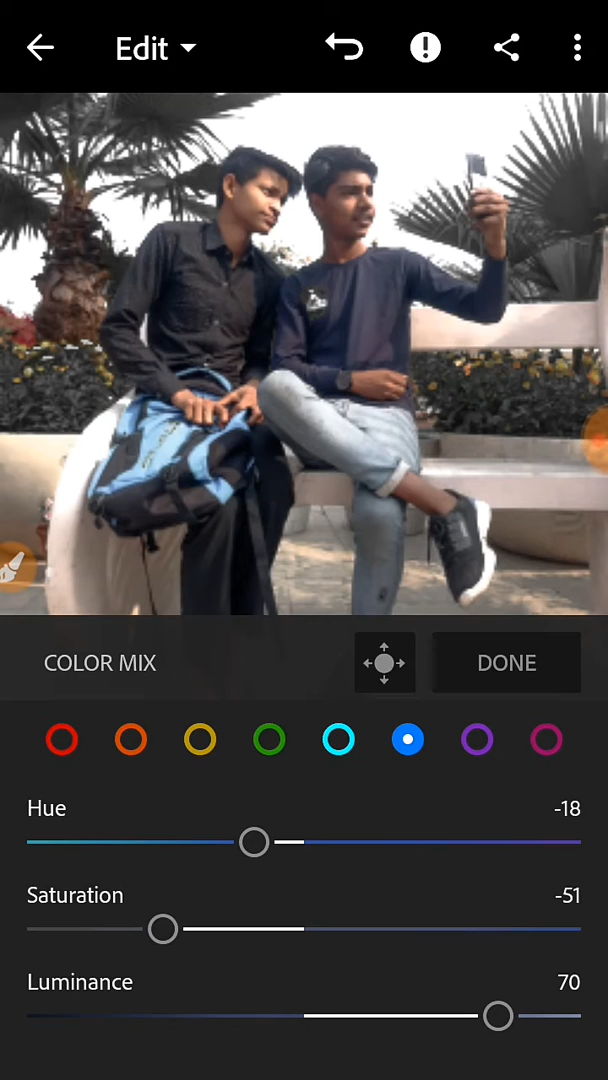 Edit
COLOR MIX
DONE
Hue
-18
Saturation
-51
Luminance
70